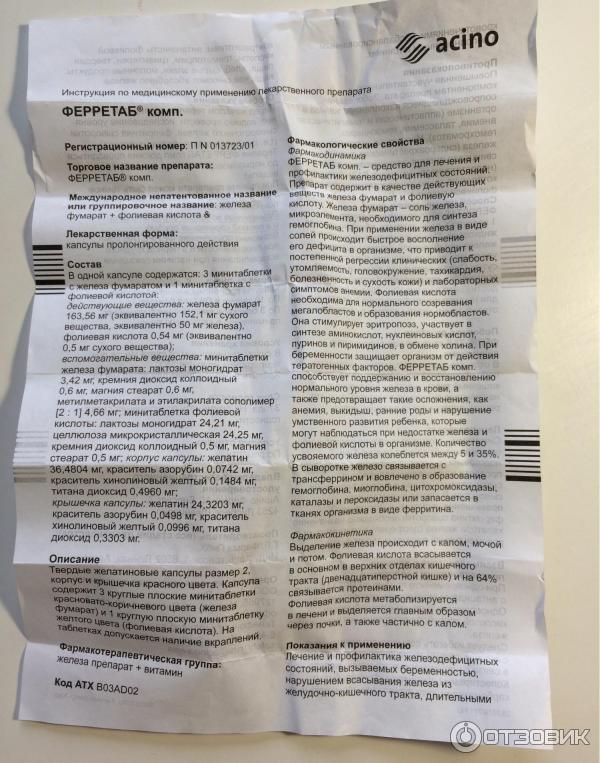 acino
Инструкция по медицинскому применению лекарственного препарата
ФЕРРЕТАБ® комп.
Регистрационный номер: П N 013723/01
Торговое название препарата:
ФЕРРЕТАБ® комп.
Международное непатентованное название
или группировочное название: железа
фумарат + фолиевая кислота &
Лекарственная форма:
капсулы пролонгированного действия
Состав
В одной капсуле содержатся: 3 минитаблетки
с железа фумаратом и 1 минитаблетка с
фолиевой кислотой:
действующие вещества: железа фумарат
163,56 мг (эквивалентно 152,1 мг сухого
вещества, эквивалент 50 мг железа),
фолиевая кислота 0,54 мг (эквивалентно
0,5 мг сухого вещества);
вспомогательные вещества: минитаблетки
железа фумарата: лактозы моногидрат
3,42 мг, кремния диоксид коллоидный
0,6 мг, магния стеарат 0,6 мг,
метилметакрилата и этилакрилата сополимер
[2 : 1] 4,66 мг; минитаблетка фолиевой
кислоты: лактозы моногидрат 24,21 мг,
целлюлоза микрокристаллическая 24,25 мг,
кремния диоксид коллоидный 0,5 мг, магния
стеарат 0,5 мг; корпус капсулы: желатин
36,4804 мг, краситель азорубин 0,0742 мг,
краситель хинолиновый желтый 0,1484 мг,
титана диоксид 0,4960 мг;
крышечка капсулы: желатин 24,3203 мг,
краситель азорубин 0,0498 мг, краситель
хинолиновый желтый 0,0996 мг, титана
диоксид 0,3303 мг.
Описание
Твердые желатиновые капсулы размер 2,
корпус и крышечка красного цвета. Капсула
содержит 3 круглые плоские минитаблетки
красновато-коричневого цвета (железа
фумарат) и 1 круглую плоскую минитаблетку
желтого цвета (фолиевая кислота). На
таблетках допускается наличие вкраплений.
Фармакотерапевтическая группа:
железа препарат + витамин
Код АТХ B03AD02
Фармакологические свойства
Фармакодинамика
ФЕРРЕТАБ комп. – средство для лечения и
профилактики железодефицитных состояний.
Препарат содержит в качестве действующих
веществ железа фумарат и фолиевую
кислоту. Железа фумарат – соль железа,
микроэлемента, необходимого для синтеза
гемоглобина. При применении железа в виде
солей происходит быстрое восполнение
его дефицита в организме, что приводит к
постепенной регрессии клинических (слабость,
утомляемость, головокружение, тахикардия,
болезненность и сухость кожи) и лабораторных
симптомов анемии. Фолиевая кислота
необходима для нормального созревания
мегалобластов и образования нормобластов.
Она стимулирует эритропоэз, участвует в
синтезе аминокислот, нуклеиновых кислот,
пуринов и пиримидинов, в обмене холина. При
беременности защищает организм от действия
тератогенных факторов. ФЕРРЕТАБ комп.
способствует поддержанию и восстановлению
нормального уровня железа в крови, а
также предотвращает такие осложнения, как
анемия, выкидыш, ранние роды и нарушение
умственного развития ребенка, которые
могут наблюдаться при недостатке железа и
фолиевой кислоты в организме. Количество
усвояемого железа колеблется между 5 и 35%.
В сыворотке железо связывается с
трансферрином и вовлечено в образование
гемоглобина, миоглобина, цитохромоксидазы,
каталазы и пероксидазы или запасается в
тканях организма в виде ферритина.
Фармакокинетика
Выделение железа происходит с калом, мочой
и потом. Фолиевая кислота всасывается
в основном в верхних отделах кишечного
тракта (двенадцатиперстной кишке) и на 64%
связывается протеинами.
Фолиевая кислота метаболизируется
в печени и выделяется главным образом
через почки, а также частично с калом.
Показания к применению
Лечение и профилактика железодефицитных
состояний, вызываемых беременностью,
нарушением всасывания железа из
желудочно-кишечного тракта, длительными
ОТЗОВИК